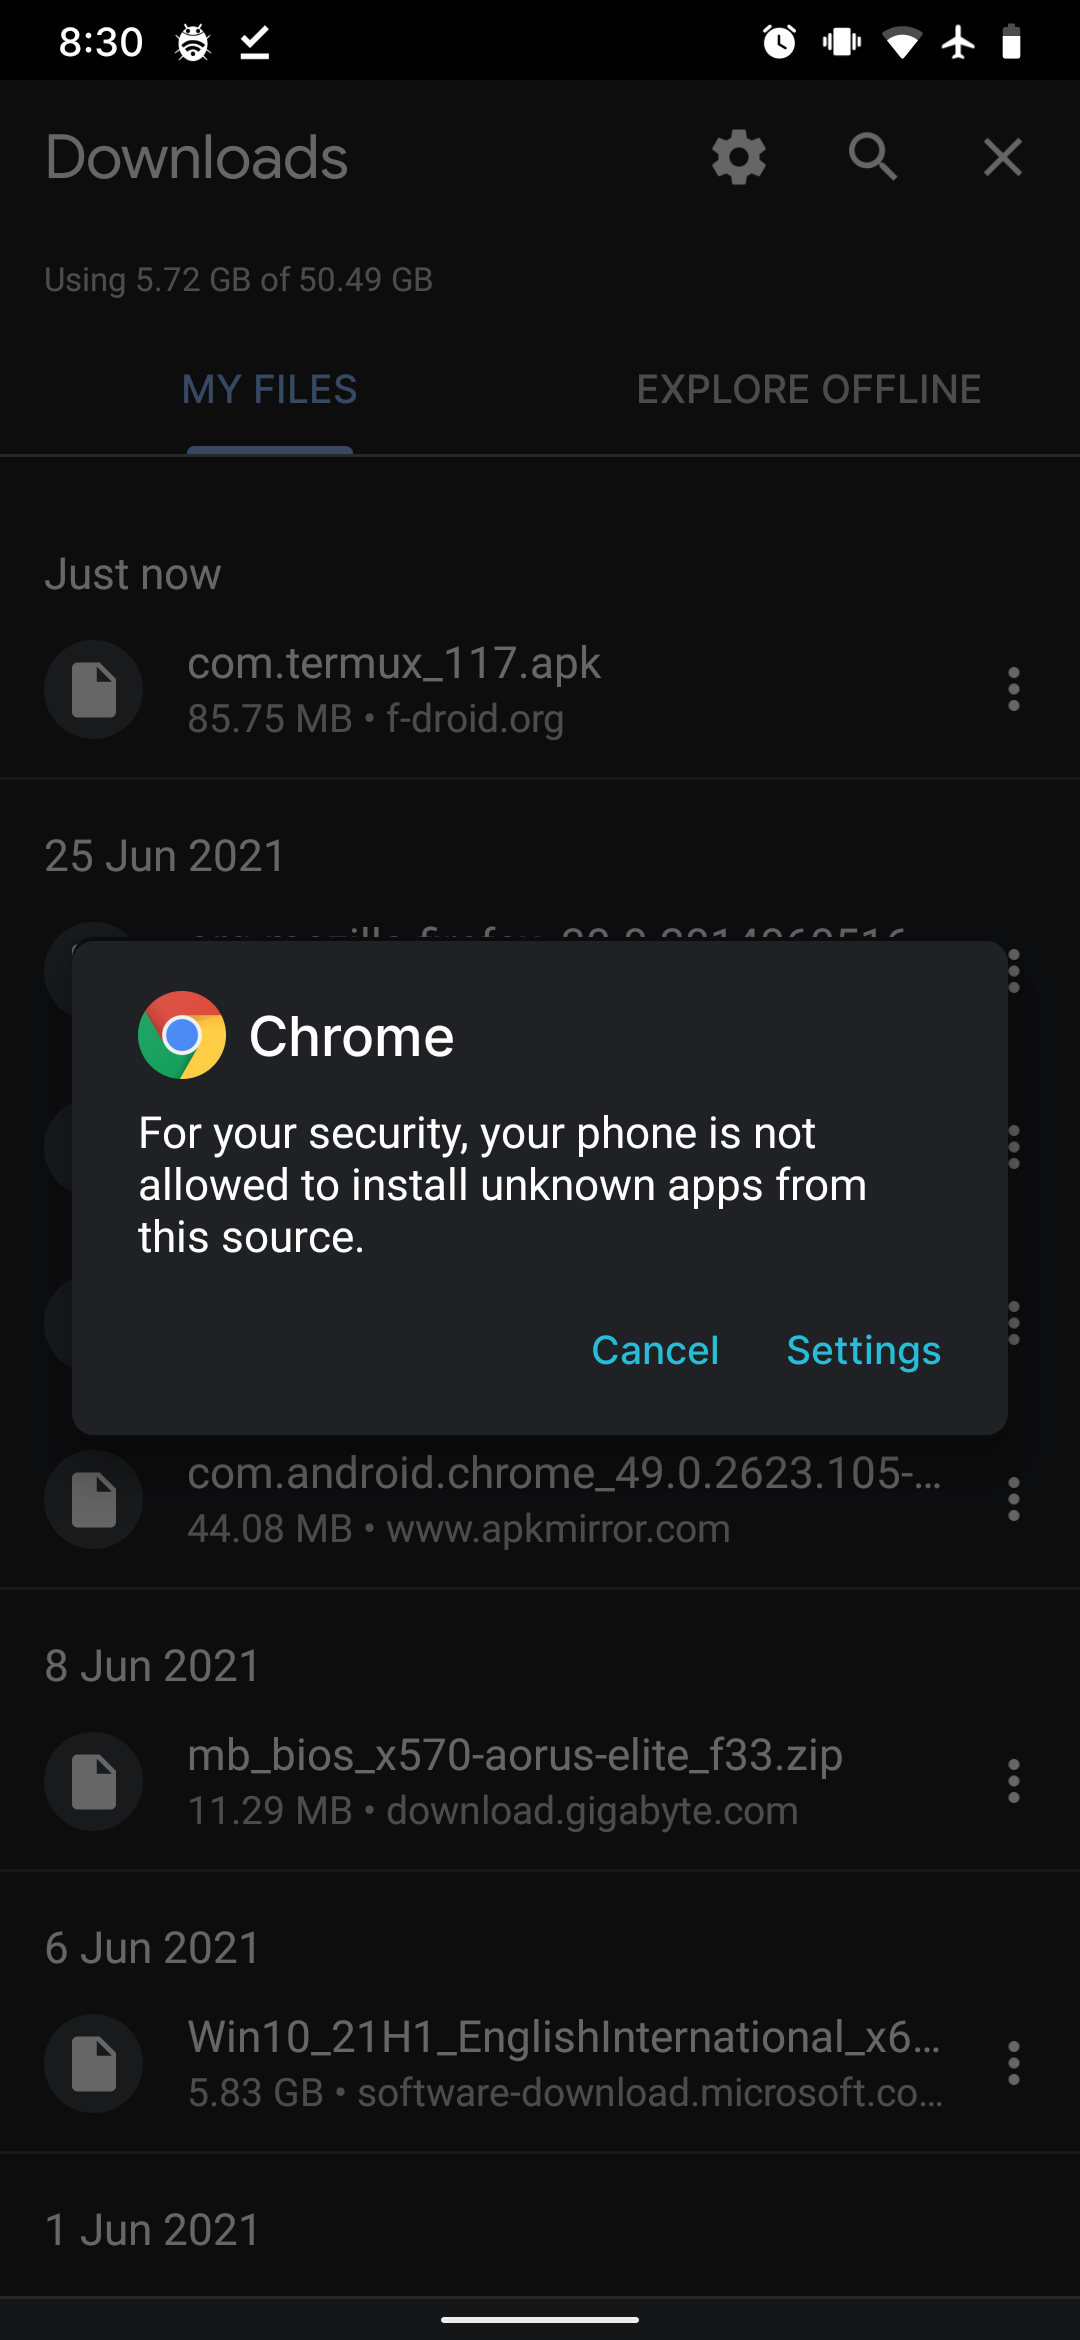 8:30
Downloads
Using 5.72 GB of 50.49 GB
MY FILES
EXPLORE OFFLINE
Just now
com.termux_117.apk
85.75 MB • f-droid.org
25 Jun 2021
Chrome
For your security, your phone is not
allowed to install unknown apps from
this source.
Cancel
Settings
com.android.chrome_49.0.2623.105-...
44.08 MB • www.apkmirror.com
8 Jun 2021
mb_bios_x570-aorus-elite_f33.zip
11.29 MB • download.gigabyte.com
6 Jun 2021
Win10_21H1_EnglishInternational_x6...
5.83 GB • software-download.microsoft.co...
1 Jun 2021